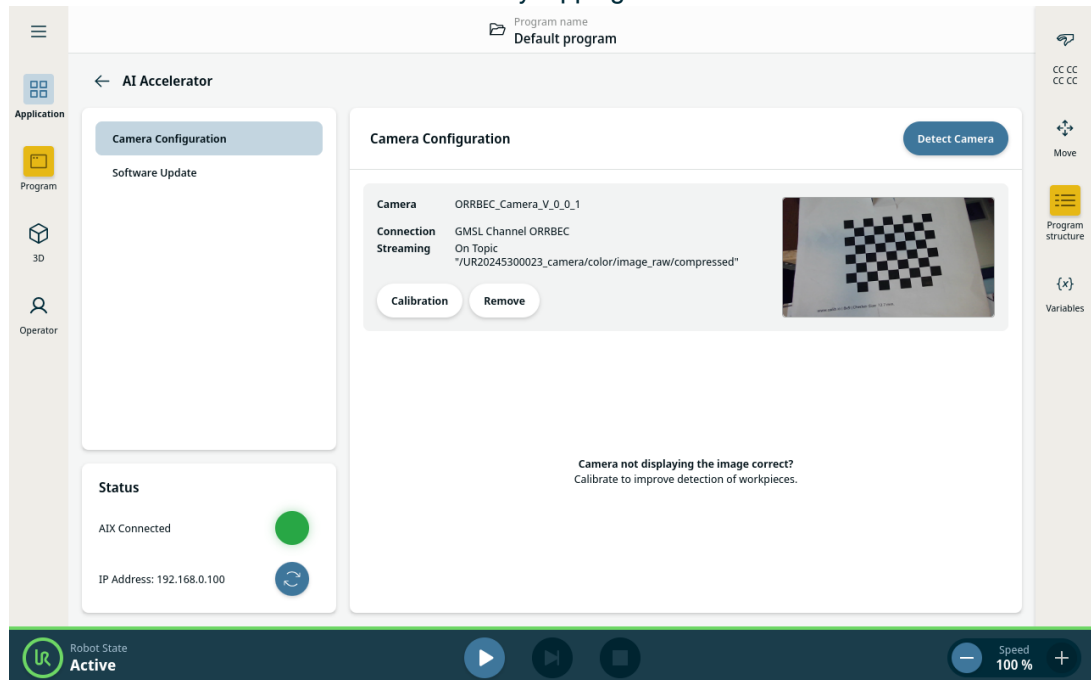 Program name
Default program
Application
Program
3D
Operator
AI Accelerator
Camera Configuration
Software Update
Status
AIX Connected
IP Address: 192.168.0.100
Camera Configuration
Detect Camera
Camera ORRBEC_Camera_V_0_0_1
Connection GMSL Channel ORRBEC
Streaming On Topic
"/UR20245300023_camera/color/image_raw/compressed"
Calibration Remove
Camera not displaying the image correct?
Calibrate to improve detection of workpieces.
CC CC
CC CC
Move
Program
structure
{x}
Variables
UR
Robot State
Active
Speed
100 %